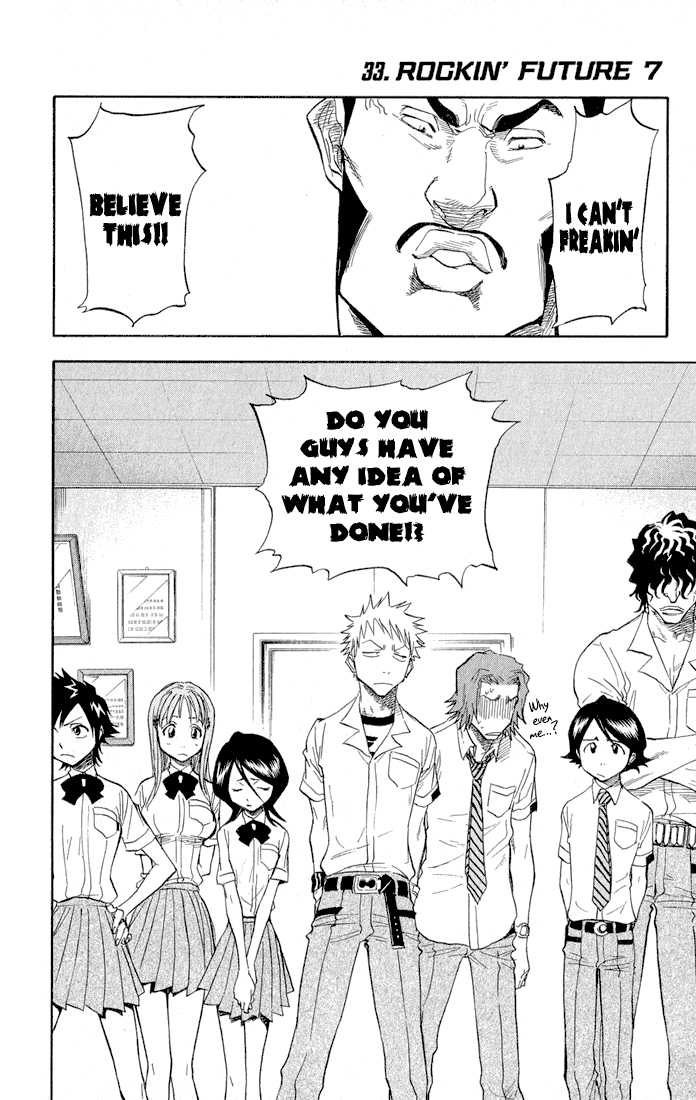 33. ROCKIN' FUTURE 7
I CAN'T
FREAKIN'
BELIEVE
THIS!!
DO YOU
GUYS HAVE
ANY IDEA OF
WHAT YOU'VE
DONE!?
Why
even
me...?